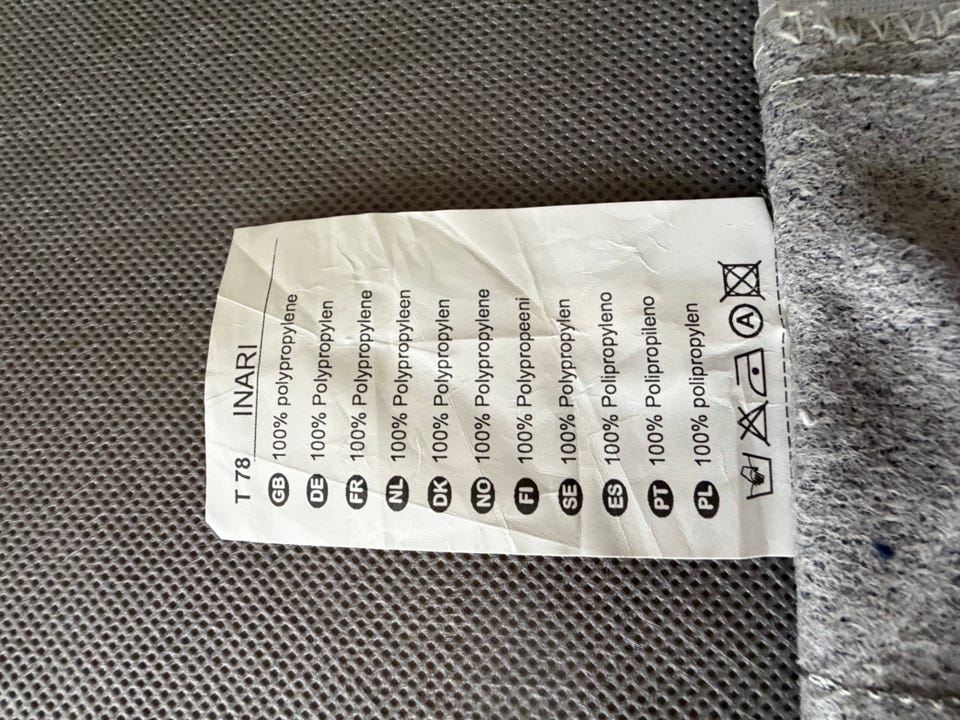 T 78 INARI
GB 100% polypropylene
DE 100% Polypropylen
FR 100% Polypropylene
NL 100% Polypropyleen
DK 100% Polypropylen
NO 100% Polypropylene
FI 100% Polypropeeni
SE 100% Polypropylen
ES 100% Polipropyleno
PT 100% Polipropileno
PL 100% polipropylen
A